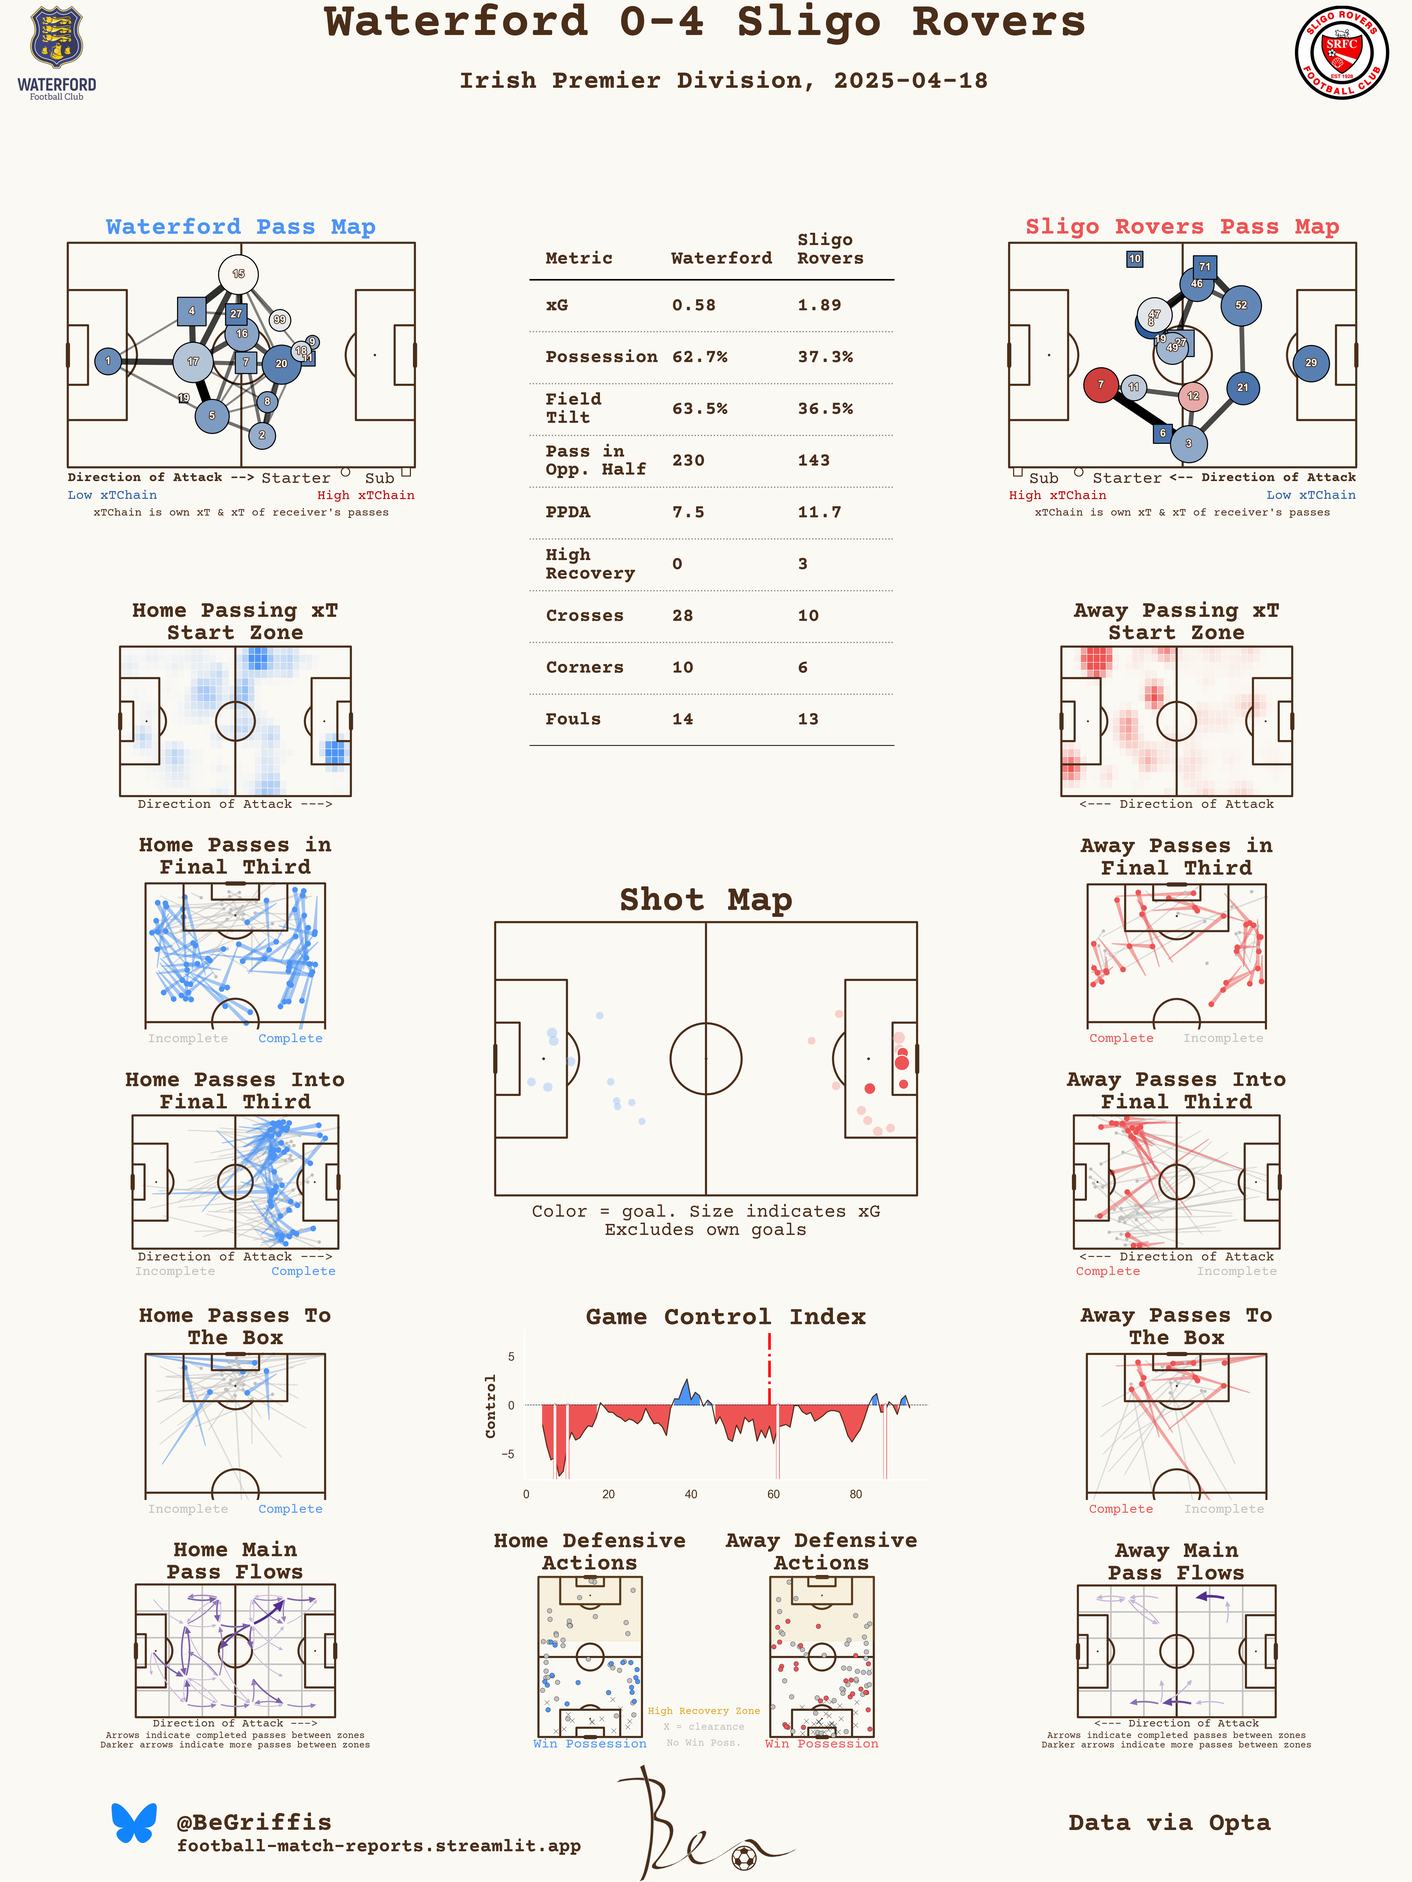 Waterford 0-4 Sligo Rovers
Irish Premier Division, 2025-04-18
WATERFORD
Football Club
SLIGO ROVERS
SRFC
EST 1928
FOOTBALL CLUB
Waterford Pass Map
15
4
27
99
16
9
18
11
1
17
7
20
19
5
8
2
Direction of Attack --> Starter Sub
Low xTChain High xTChain
xTChain is own xT & xT of receiver's passes
Metric Waterford Sligo Rovers
xG 0.58 1.89
Possession 62.7% 37.3%
Field Tilt 63.5% 36.5%
Pass in Opp. Half 230 143
PPDA 7.5 11.7
High Recovery 0 3
Crosses 28 10
Corners 10 6
Fouls 14 13
Sligo Rovers Pass Map
10
71
46
52
47
8
19
27
49
29
7
11
12
21
6
3
Sub Starter <-- Direction of Attack
High xTChain Low xTChain
xTChain is own xT & xT of receiver's passes
Home Passing xT
Start Zone
Direction of Attack --->
Away Passing xT
Start Zone
<--- Direction of Attack
Home Passes in
Final Third
Incomplete Complete
Away Passes in
Final Third
Complete Incomplete
Shot Map
Color = goal. Size indicates xG
Excludes own goals
Home Passes Into
Final Third
Direction of Attack --->
Incomplete Complete
Away Passes Into
Final Third
<--- Direction of Attack
Complete Incomplete
Home Passes To
The Box
Incomplete Complete
Game Control Index
Control
5
0
−5
0 20 40 60 80
Away Passes To
The Box
Complete Incomplete
Home Main
Pass Flows
Direction of Attack --->
Arrows indicate completed passes between zones
Darker arrows indicate more passes between zones
Home Defensive
Actions
Win Possession
High Recovery Zone
X = clearance
No Win Poss.
Away Defensive
Actions
Win Possession
Away Main
Pass Flows
<--- Direction of Attack
Arrows indicate completed passes between zones
Darker arrows indicate more passes between zones
@BeGriffis
football-match-reports.streamlit.app
Ben
Data via Opta